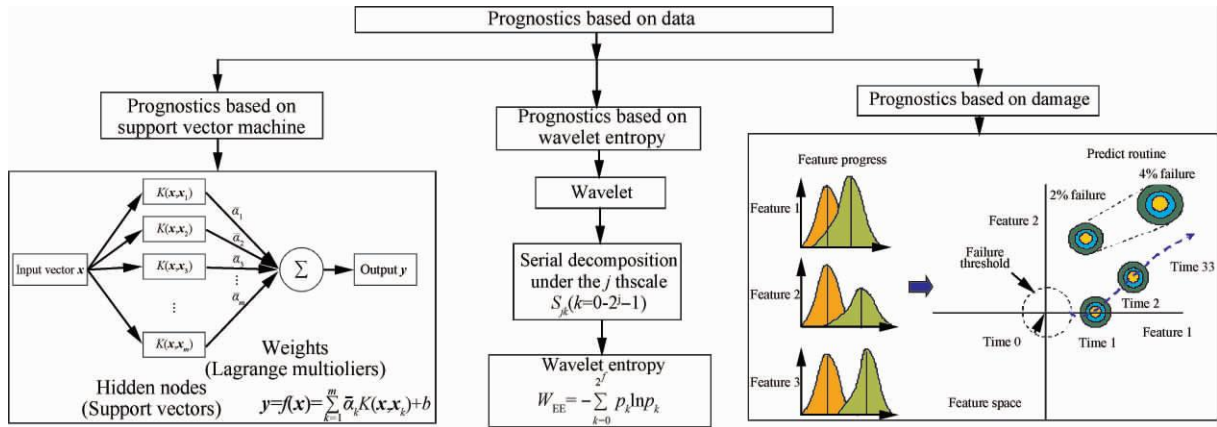 Prognostics based on data
Prognostics based on
support vector machine
Prognostics based on
wavelet entropy
Prognostics based on damage
K(x,x₁)
K(x,x₂)
K(x,x₃)
⋮
K(x,xₘ)
Input vector x
ᾱ₁
ᾱ₂
ᾱ₃
⋮
ᾱₘ
∑
Output y
Weights
(Lagrange multioliers)
Hidden nodes
(Support vectors)
y=f(x)=∑ₖ₌₁ᵐ ᾱₖK(x,xₖ)+b
Wavelet
Serial decomposition
under the j thscale
Sⱼₖ(k=0-2ʲ−1)
Wavelet entropy
W_EE = −∑_{k=0}^{2^f} pₖlnpₖ
Feature progress
Feature 1
Feature 2
Feature 3
Predict routine
4% failure
2% failure
Feature 2
Failure
threshold
Time 33
Time 2
Time 0
Time 1
Feature 1
Feature space